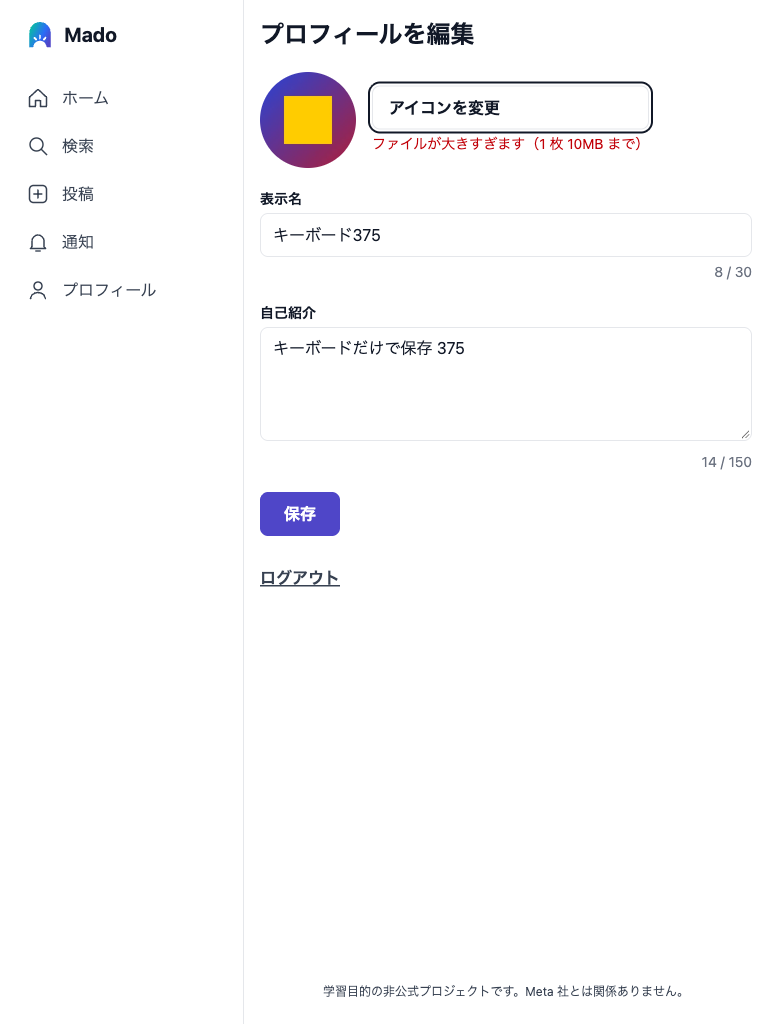 Mado
ホーム
検索
投稿
通知
プロフィール
プロフィールを編集
アイコンを変更
ファイルが大きすぎます（1 枚 10MB まで）
表示名
キーボード375
8 / 30
自己紹介
キーボードだけで保存 375
14 / 150
保存
ログアウト
学習目的の非公式プロジェクトです。Meta 社とは関係ありません。